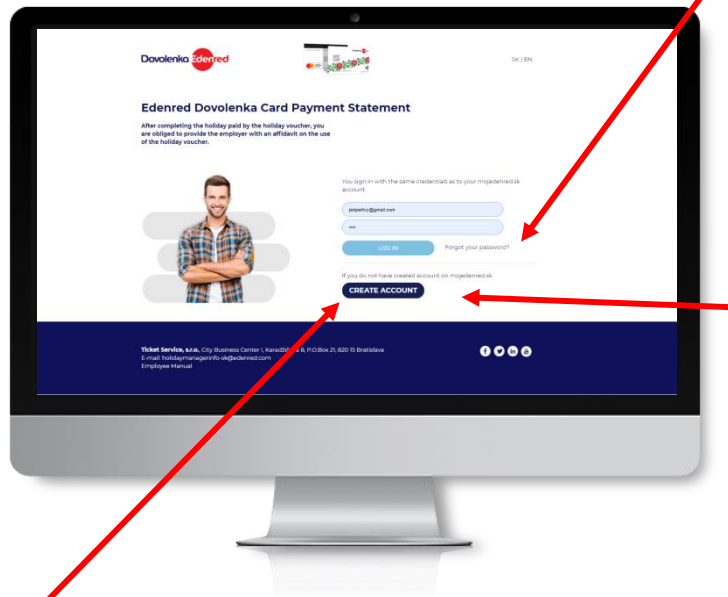 Dovolenka Edenred
SK | EN
Edenred Dovolenka Card Payment Statement
After completing the holiday paid by the holiday voucher, you
are obliged to provide the employer with an affidavit on the use
of the holiday voucher.
You sign in with the same credentials as to your mojedenred.sk
account
LOG IN
Forgot your password?
If you do not have created account on mojedenred.sk
CREATE ACCOUNT
Ticket Service, s.r.o., City Business Center I, 8, P.O.Box 21, 820 15 Bratislava
E-mail: holidaymanagerinfo-sk@edenred.com
Employee Manual